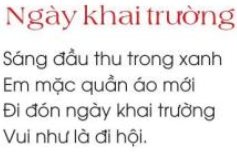 Ngày khai trường
Sáng đầu thu trong xanh
Em mặc quần áo mới
Đi đón ngày khai trường
Vui như là đi hội.